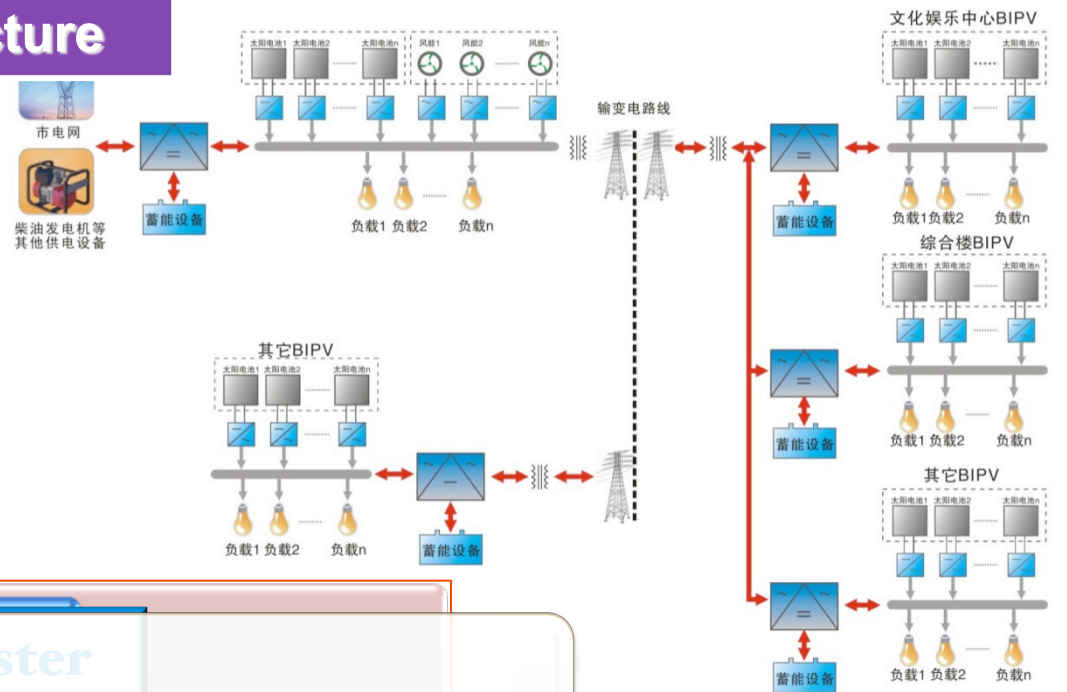 cture
市电网
柴油发电机等
其他供电设备
蓄能设备
太阳电池1 太阳电池2 太阳电池n
风能1 风能2 风能n
负载1 负载2 负载n
输变电路线
文化娱乐中心BIPV
太阳电池1 太阳电池2 太阳电池n
蓄能设备
负载1 负载2 负载n
综合楼BIPV
太阳电池1 太阳电池2 太阳电池n
蓄能设备
负载1 负载2 负载n
其它BIPV
太阳电池1 太阳电池2 太阳电池n
负载1 负载2 负载n
蓄能设备
其它BIPV
太阳电池1 太阳电池2 太阳电池n
蓄能设备
负载1 负载2 负载n
ster